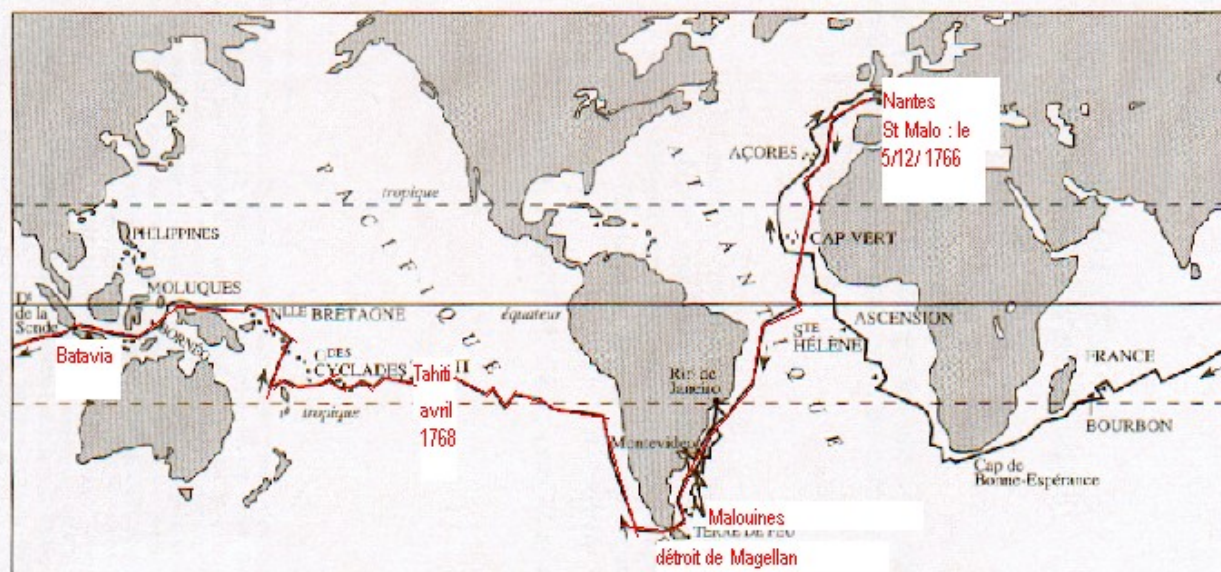 Nantes
St Malo : le
5/12/ 1766
AÇORES
tropique
CAP VERT
PACIFIQUE
ATLANTIQUE
PHILIPPINES
MOLUQUES
Dt
de la
Sonde
BORNÉO
NLLE BRETAGNE
équateur
ASCENSION
STE
HÉLÈNE
Batavia
CDES
CYCLADES
Tahiti
avril
1768
tropique
Rio de
Janeiro
FRANCE
BOURBON
Montevideo
Cap de
Bonne-Espérance
Malouines
TERRE DE FEU
détroit de Magellan